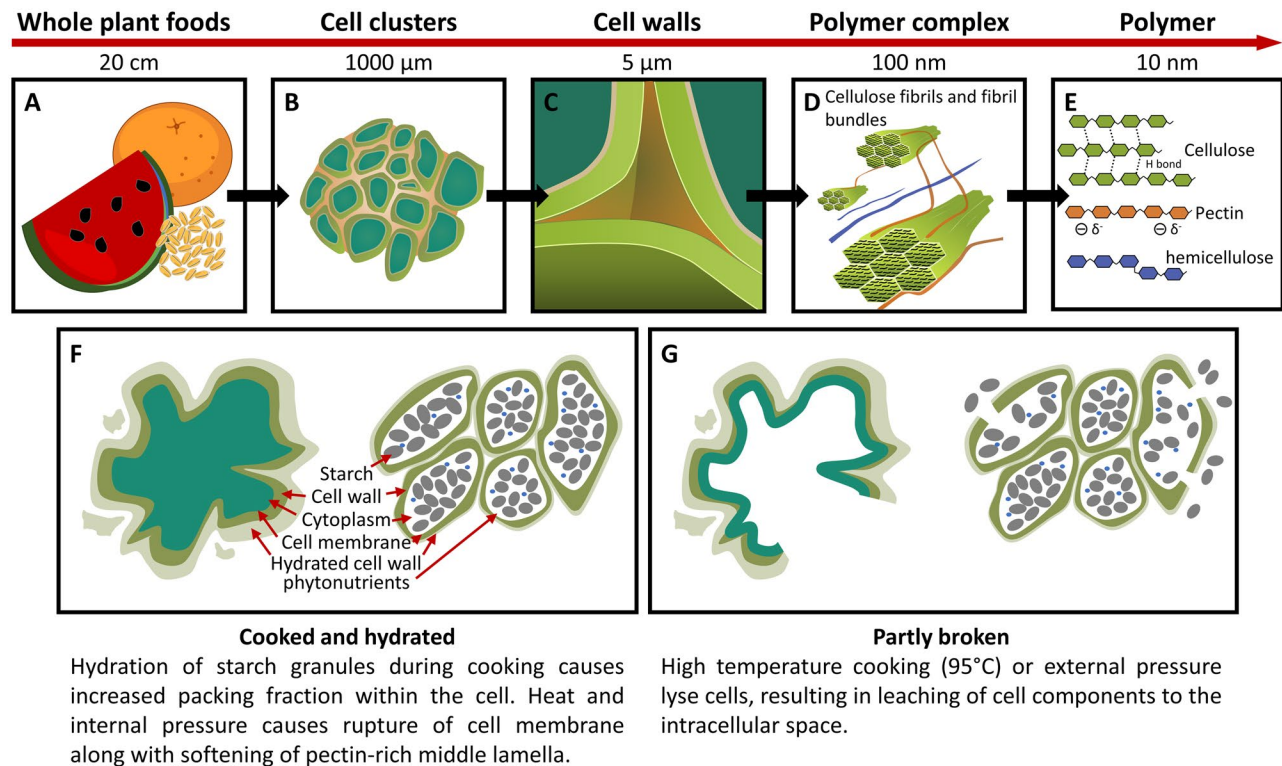 Whole plant foods
Cell clusters
Cell walls
Polymer complex
Polymer
20 cm
1000 µm
5 µm
100 nm
10 nm
A
B
C
D
Cellulose fibrils and fibril
bundles
E
Cellulose
H bond
Pectin
⊖ δ⁻
⊖ δ⁻
hemicellulose
F
Starch
Cell wall
Cytoplasm
Cell membrane
Hydrated cell wall
phytonutrients
G
Cooked and hydrated
Hydration of starch granules during cooking causes
increased packing fraction within the cell. Heat and
internal pressure causes rupture of cell membrane
along with softening of pectin-rich middle lamella.
Partly broken
High temperature cooking (95°C) or external pressure
lyse cells, resulting in leaching of cell components to the
intracellular space.